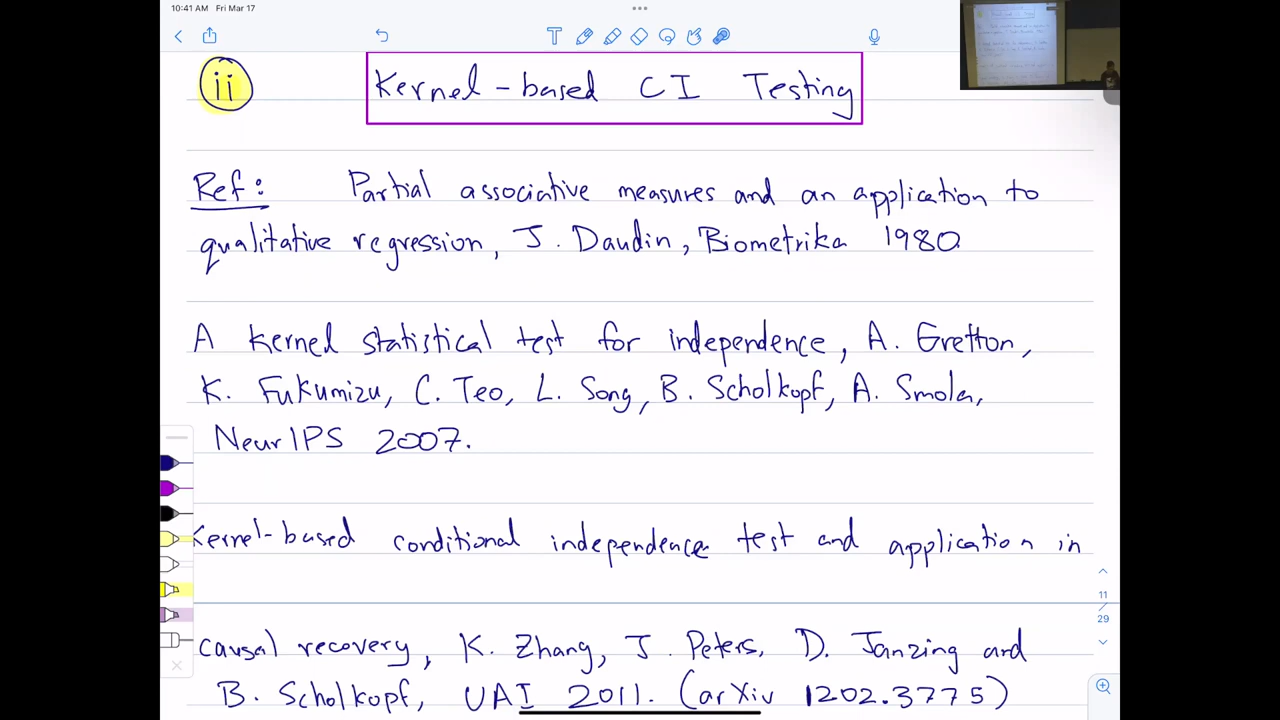 10:41 AM Fri Mar 17
ii
Kernel-based CI Testing
Ref: Partial associative measures and an application to
qualitative regression, J. Daudin, Biometrika 1980
A kernel statistical test for independence, A. Gretton,
K. Fukumizu, C. Teo, L. Song, B. Scholkopf, A. Smola,
NeurIPS 2007.
Kernel-based conditional independence test and application in
11
29
causal recovery, K. Zhang, J. Peters, D. Janzing and
B. Scholkopf, UAI 2011. (arXiv 1202.3775)